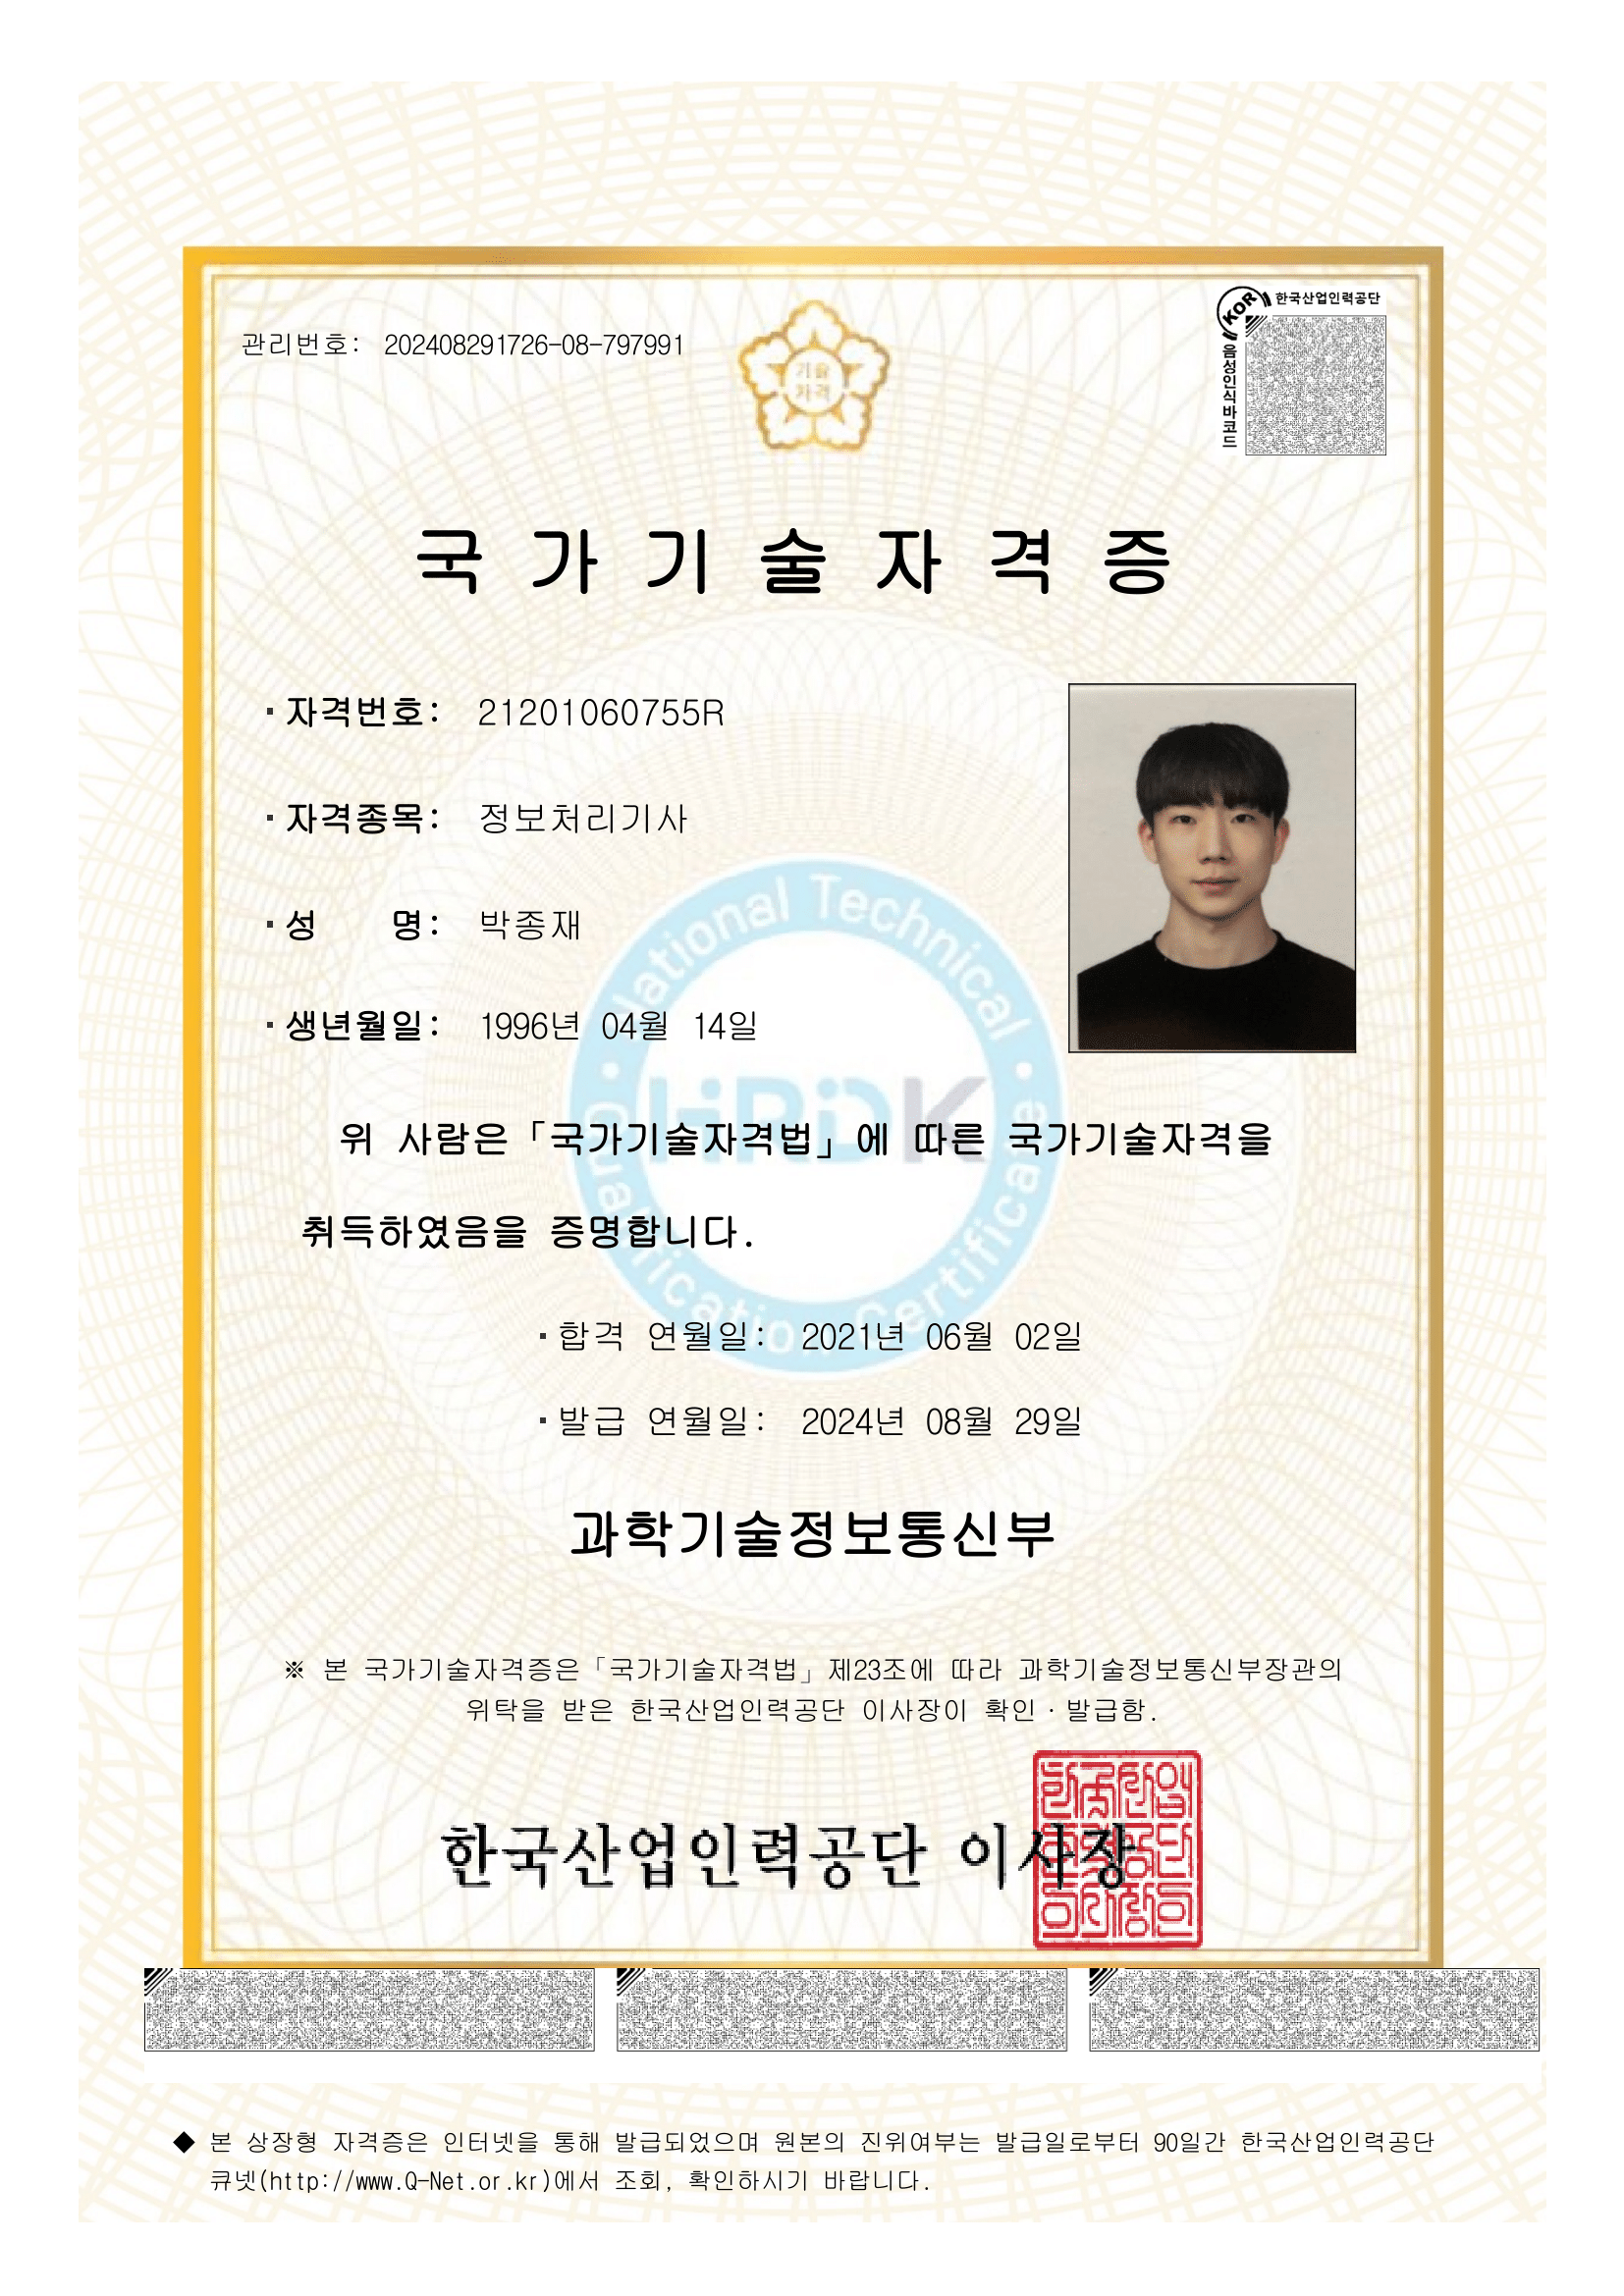 한국산업인력공단
KOR
음성인식바코드
관리번호: 202408291726-08-797991
기술
자격
국가기술자격증
· 자격번호: 21201060755R
· 자격종목: 정보처리기사
· 성 명: 박종재
· 생년월일: 1996년 04월 14일
National Technical
HRDK
Qualification Certificate
위 사람은「국가기술자격법」에 따른 국가기술자격을
취득하였음을 증명합니다.
· 합격 연월일: 2021년 06월 02일
· 발급 연월일: 2024년 08월 29일
과학기술정보통신부
※ 본 국가기술자격증은「국가기술자격법」제23조에 따라 과학기술정보통신부장관의
위탁을 받은 한국산업인력공단 이사장이 확인·발급함.
한국산업인력공단 이사장
◆ 본 상장형 자격증은 인터넷을 통해 발급되었으며 원본의 진위여부는 발급일로부터 90일간 한국산업인력공단
큐넷(http://www.Q-Net.or.kr)에서 조회, 확인하시기 바랍니다.